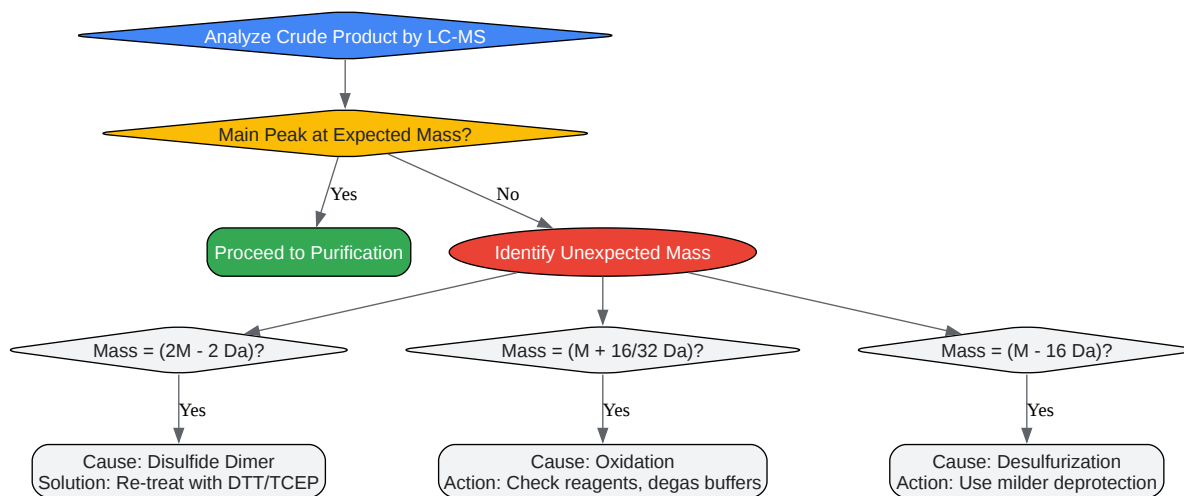 Analyze Crude Product by LC-MS
Main Peak at Expected Mass?
Yes
No
Proceed to Purification
Identify Unexpected Mass
Mass = (2M - 2 Da)?
Mass = (M + 16/32 Da)?
Mass = (M - 16 Da)?
Yes
Yes
Yes
Cause: Disulfide Dimer
Solution: Re-treat with DTT/TCEP
Cause: Oxidation
Action: Check reagents, degas buffers
Cause: Desulfurization
Action: Use milder deprotection